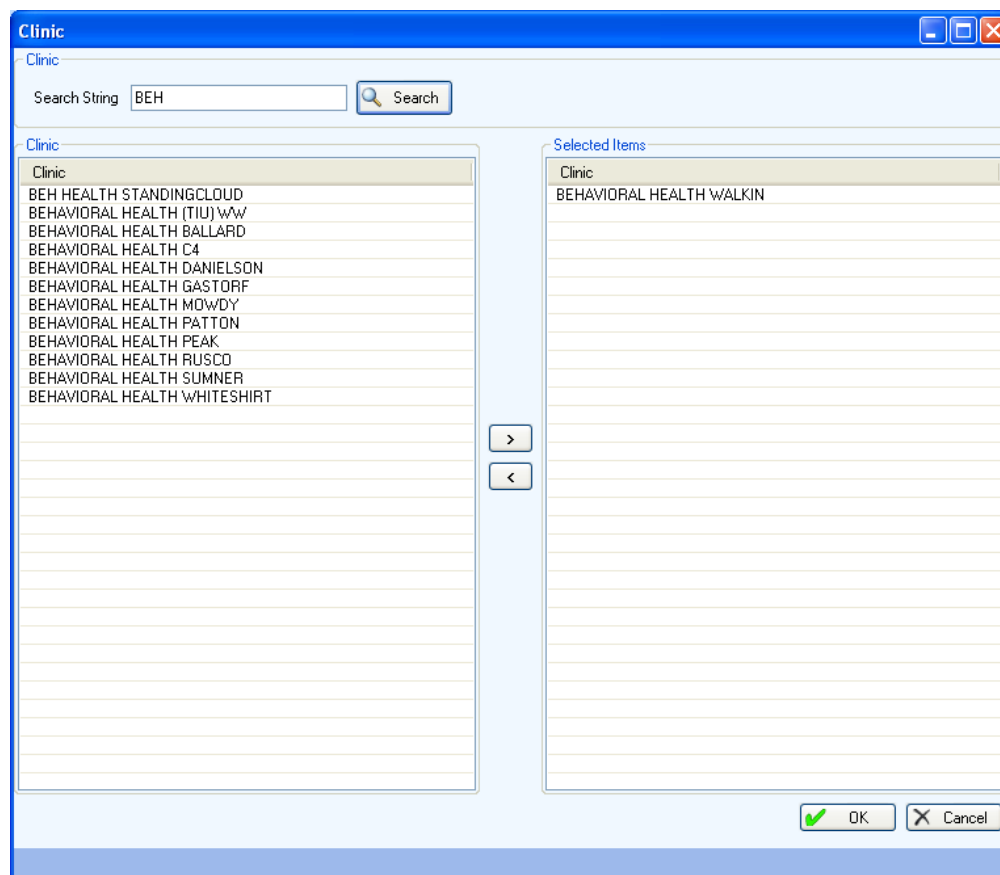 Clinic
Clinic
Search String BEH Search
Clinic
Clinic
BEH HEALTH STANDINGCLOUD
BEHAVIORAL HEALTH (TIU) WW
BEHAVIORAL HEALTH BALLARD
BEHAVIORAL HEALTH C4
BEHAVIORAL HEALTH DANIELSON
BEHAVIORAL HEALTH GASTORF
BEHAVIORAL HEALTH MOWDY
BEHAVIORAL HEALTH PATTON
BEHAVIORAL HEALTH PEAK
BEHAVIORAL HEALTH RUSCO
BEHAVIORAL HEALTH SUMNER
BEHAVIORAL HEALTH WHITESHIRT
>
<
Selected Items
Clinic
BEHAVIORAL HEALTH WALKIN
OK Cancel